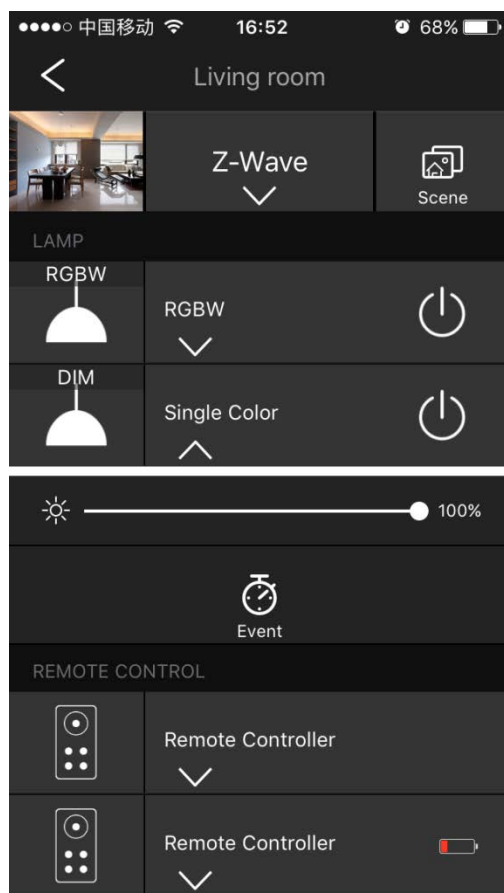 中国移动 16:52 68%
Living room
Z-Wave
Scene
LAMP
RGBW
RGBW
DIM
Single Color
100%
Event
REMOTE CONTROL
Remote Controller
Remote Controller